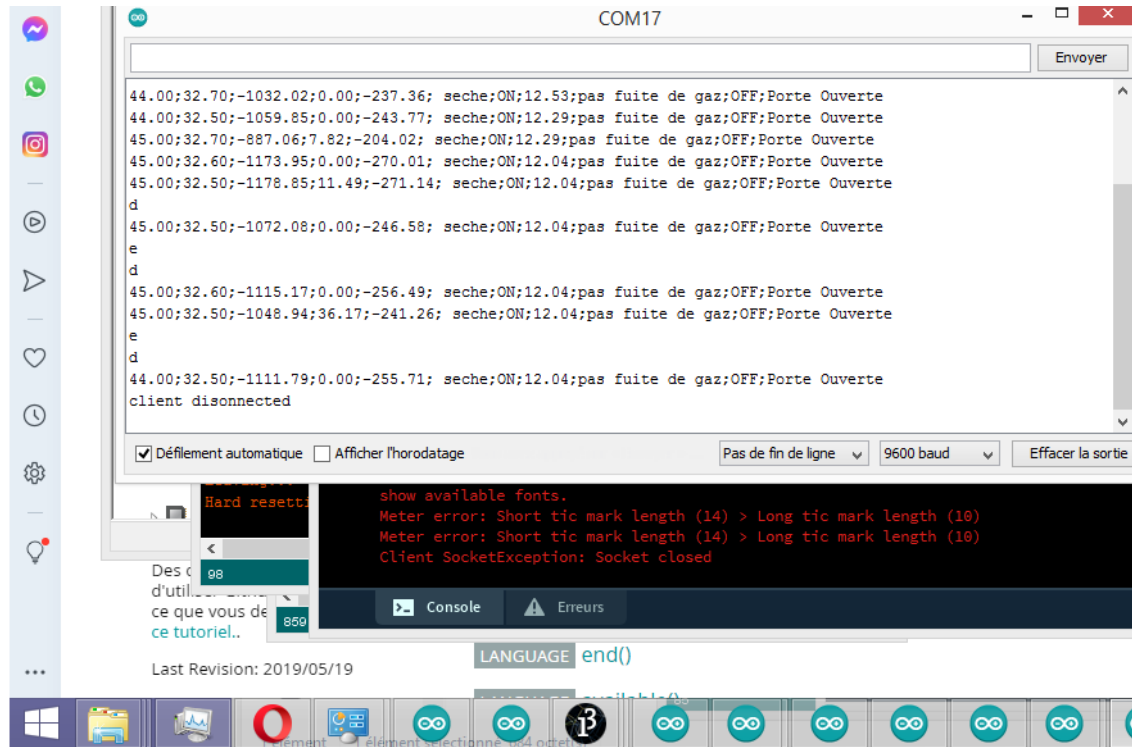 COM17
Envoyer
44.00;32.70;-1032.02;0.00;-237.36; seche;ON;12.53;pas fuite de gaz;OFF;Porte Ouverte
44.00;32.50;-1059.85;0.00;-243.77; seche;ON;12.29;pas fuite de gaz;OFF;Porte Ouverte
45.00;32.70;-887.06;7.82;-204.02; seche;ON;12.29;pas fuite de gaz;OFF;Porte Ouverte
45.00;32.60;-1173.95;0.00;-270.01; seche;ON;12.04;pas fuite de gaz;OFF;Porte Ouverte
45.00;32.50;-1178.85;11.49;-271.14; seche;ON;12.04;pas fuite de gaz;OFF;Porte Ouverte
d
45.00;32.50;-1072.08;0.00;-246.58; seche;ON;12.04;pas fuite de gaz;OFF;Porte Ouverte
e
d
45.00;32.60;-1115.17;0.00;-256.49; seche;ON;12.04;pas fuite de gaz;OFF;Porte Ouverte
45.00;32.50;-1048.94;36.17;-241.26; seche;ON;12.04;pas fuite de gaz;OFF;Porte Ouverte
e
d
44.00;32.50;-1111.79;0.00;-255.71; seche;ON;12.04;pas fuite de gaz;OFF;Porte Ouverte
client disonnected
Défilement automatique Afficher l'horodatage Pas de fin de ligne 9600 baud Effacer la sortie
Hard resetti
show available fonts.
Meter error: Short tic mark length (14) > Long tic mark length (10)
Meter error: Short tic mark length (14) > Long tic mark length (10)
Client SocketException: Socket closed
98
859
Console Erreurs
Des
d'util
ce que vous de
ce tutoriel..
Last Revision: 2019/05/19
LANGUAGE end()